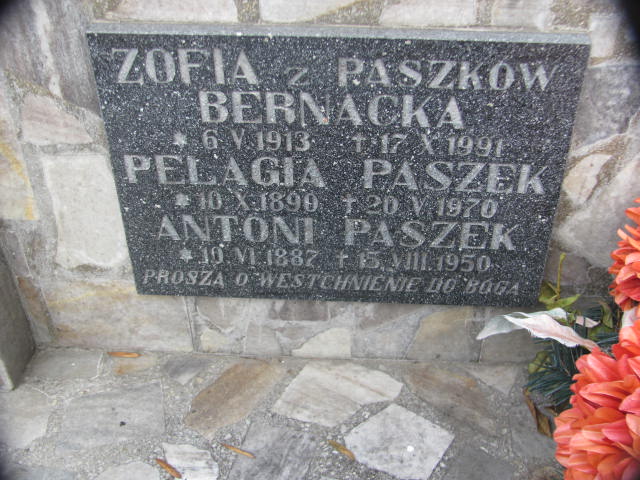 ZOFIA z PASZKÓW
BERNACKA
* 6 V 1913 † 17 X 1991
PELAGIA PASZEK
* 10 X 1890 † 20 V 1970
ANTONI PASZEK
* 10 VI 1887 † 15 VIII 1950
PROSZĄ O WESTCHNIENIE DO BOGA